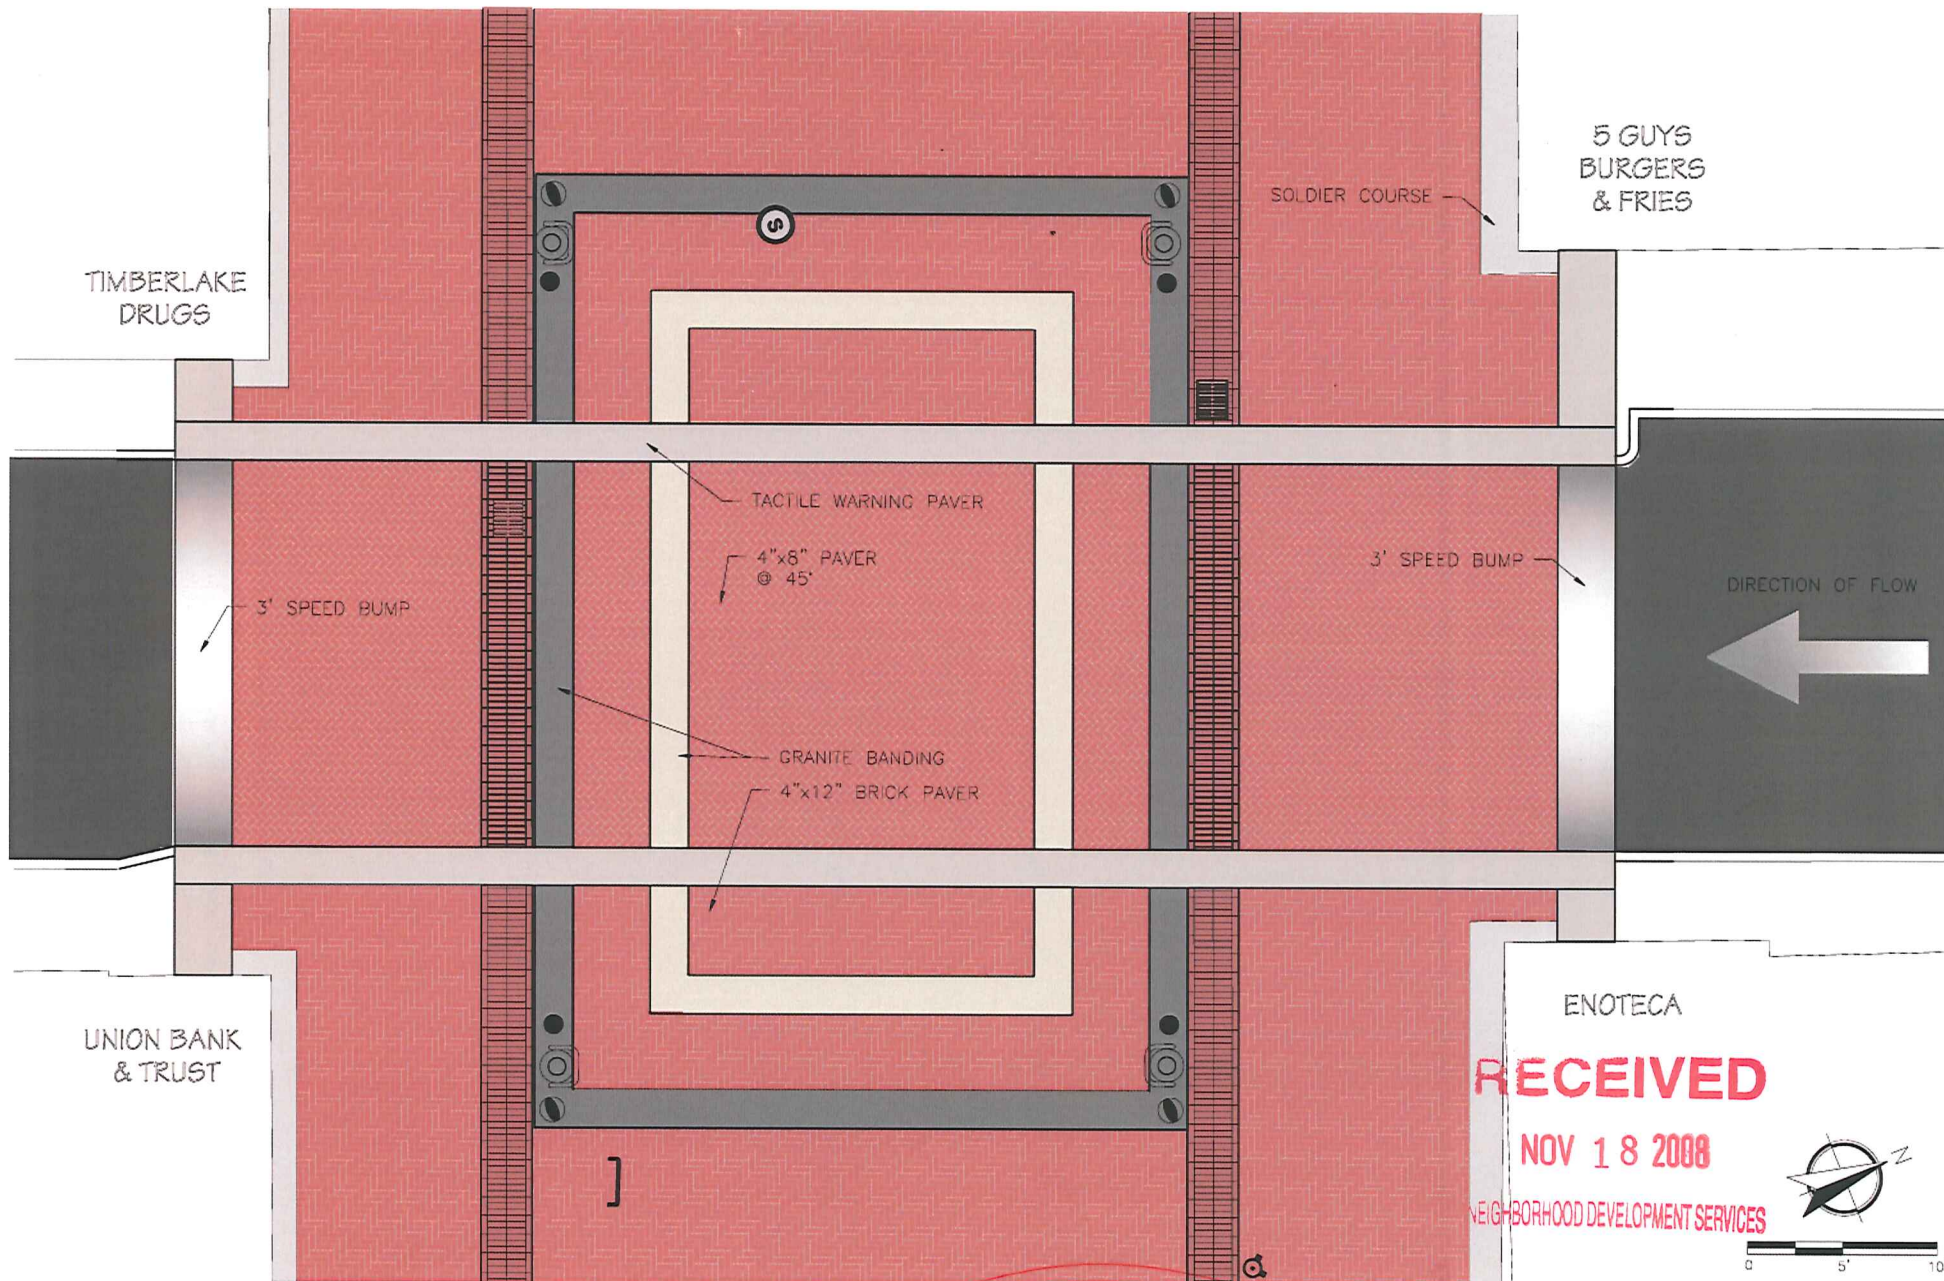 5 GUYS
BURGERS
& FRIES
SOLDIER COURSE
S
TIMBERLAKE
DRUGS
TACTILE WARNING PAVER
4"x8" PAVER
@ 45°
3' SPEED BUMP
DIRECTION OF FLOW
3' SPEED BUMP
GRANITE BANDING
4"x12" BRICK PAVER
ENOTECA
UNION BANK
& TRUST
RECEIVED
NOV 18 2008
NEIGHBORHOOD DEVELOPMENT SERVICES
N
0 5' 10